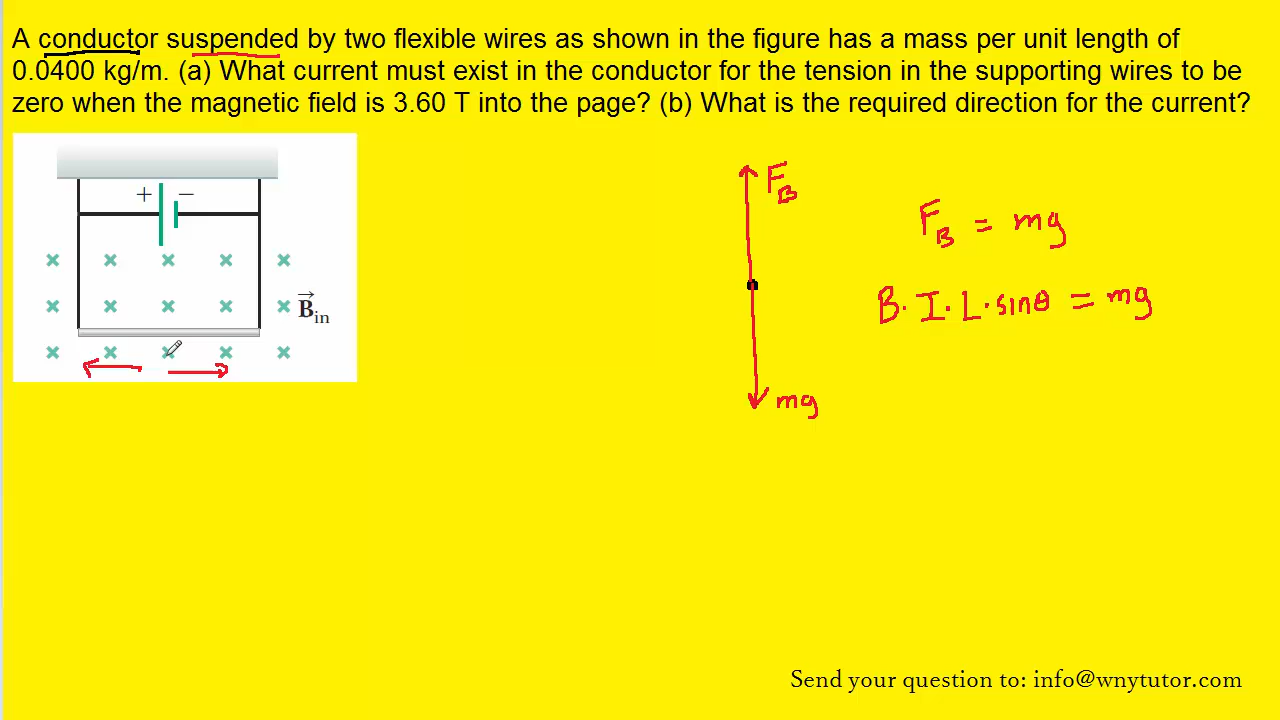 A conductor suspended by two flexible wires as shown in the figure has a mass per unit length of
0.0400 kg/m. (a) What current must exist in the conductor for the tension in the supporting wires to be
zero when the magnetic field is 3.60 T into the page? (b) What is the required direction for the current?
+ −
× × × × ×
× × × × × B⃗in
× × × × ×
F_B
mg
F_B = mg
B · I · L · sinθ = mg
Send your question to: info@wnytutor.com